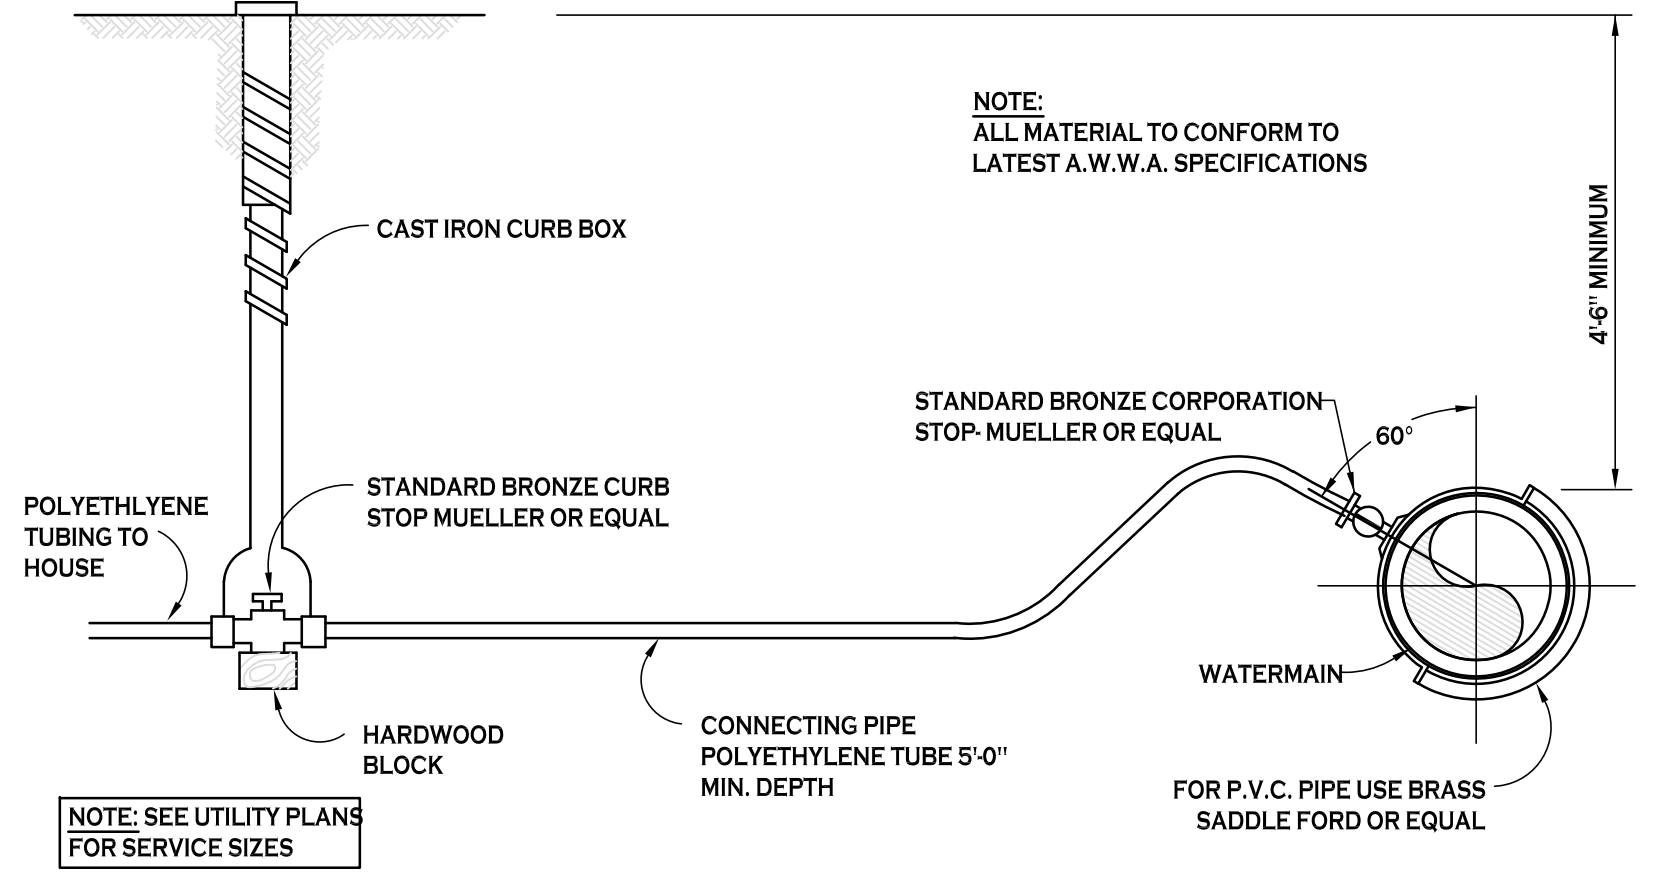 NOTE:
ALL MATERIAL TO CONFORM TO
LATEST A.W.W.A. SPECIFICATIONS
4'-6" MINIMUM
CAST IRON CURB BOX
STANDARD BRONZE CORPORATION
STOP- MUELLER OR EQUAL
60°
STANDARD BRONZE CURB
STOP MUELLER OR EQUAL
POLYETHLYENE
TUBING TO
HOUSE
WATERMAIN
CONNECTING PIPE
POLYETHYLENE TUBE 5'-0"
MIN. DEPTH
HARDWOOD
BLOCK
FOR P.V.C. PIPE USE BRASS
SADDLE FORD OR EQUAL
NOTE: SEE UTILITY PLANS
FOR SERVICE SIZES